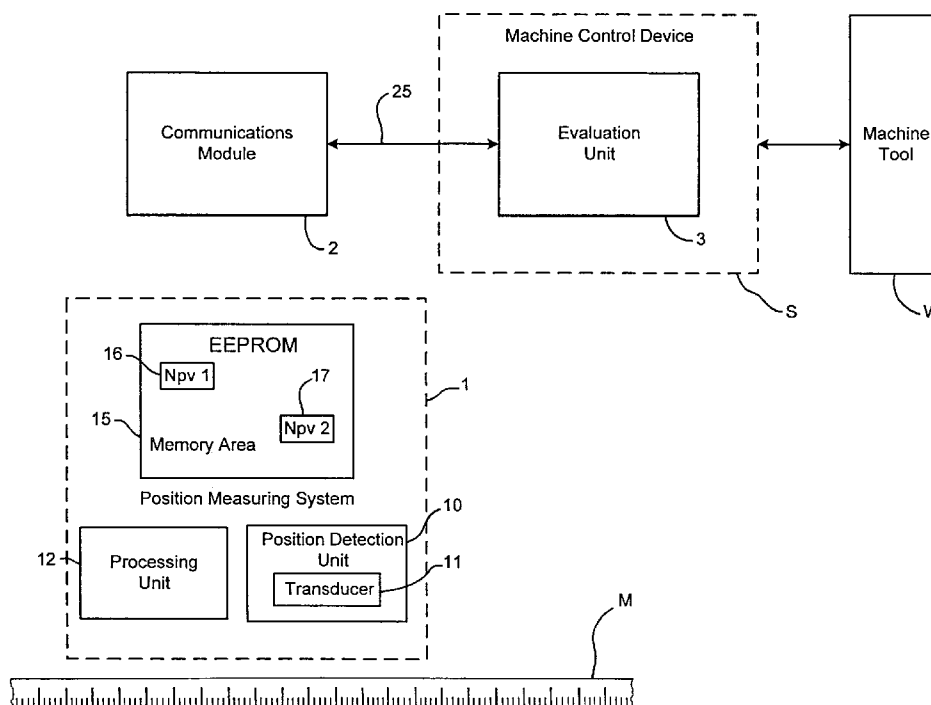 Machine Control Device
25
Communications
Module
Evaluation
Unit
Machine
Tool
2
3
S
EEPROM
16
Npv 1
17
1
15
Npv 2
Memory Area
Position Measuring System
10
12
Processing
Unit
Position Detection
Unit
11
Transducer
M